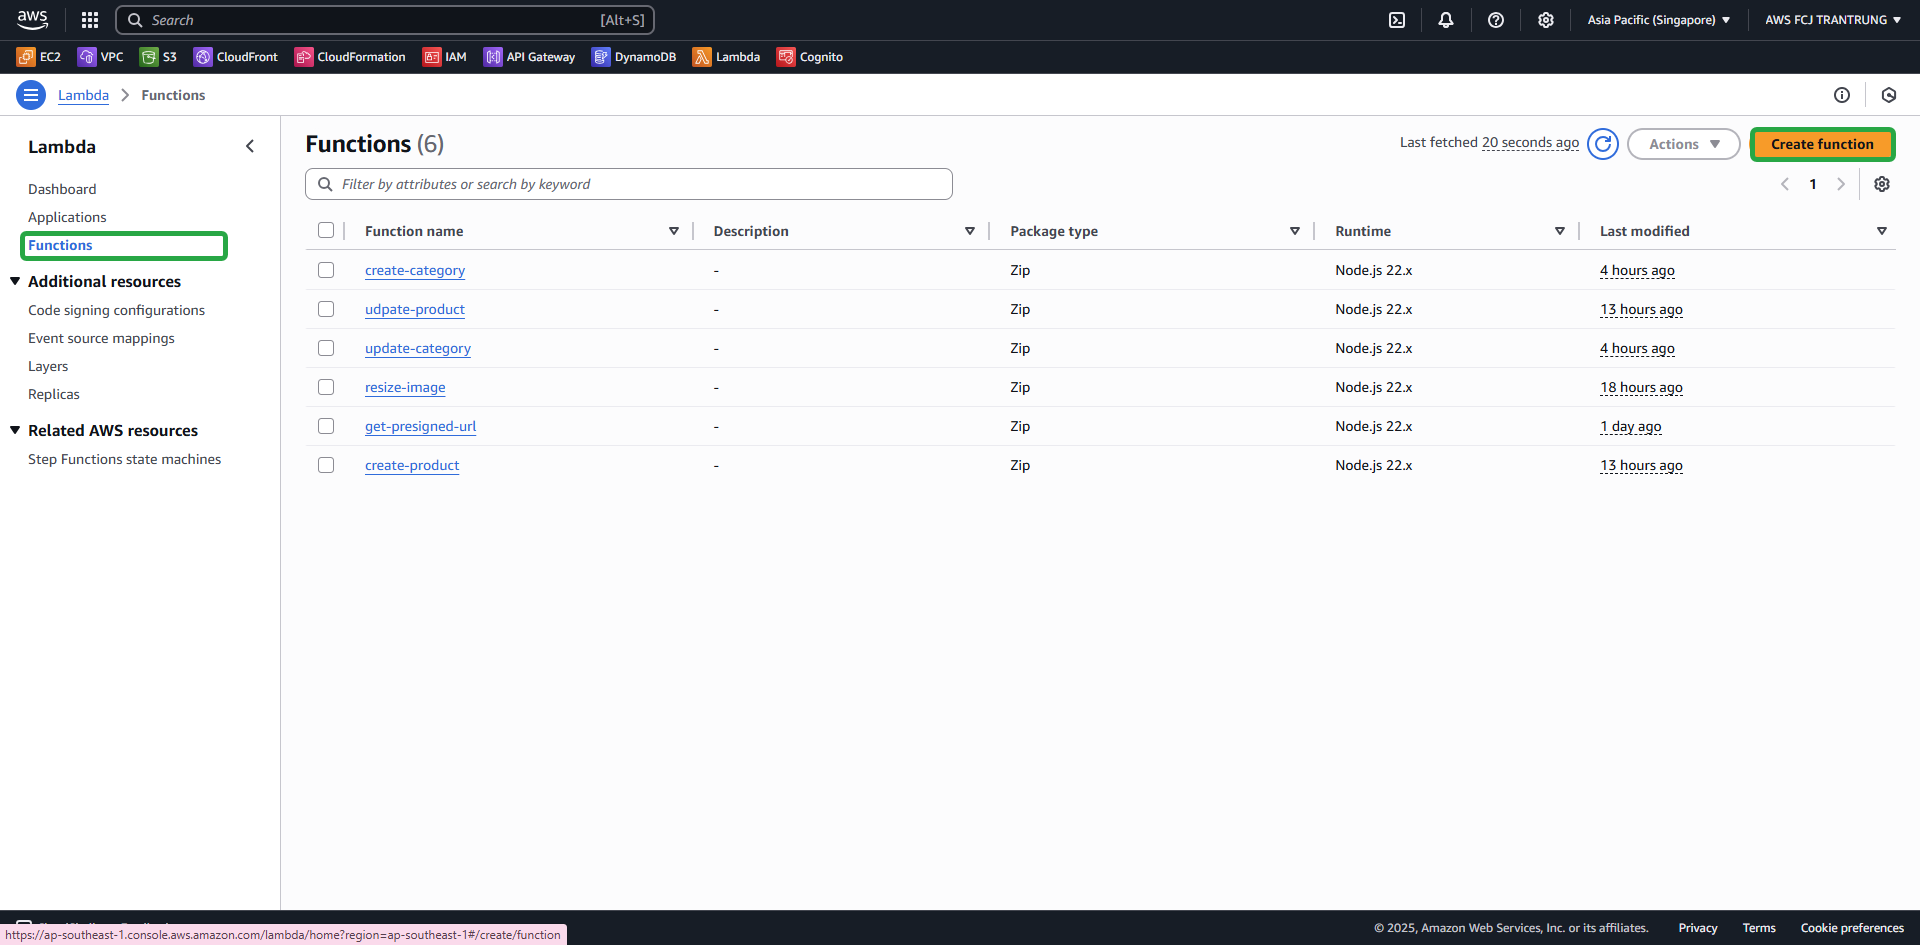 aws Search [Alt+S] Asia Pacific (Singapore) AWS FCJ TRANTRUNG
EC2 VPC S3 CloudFront CloudFormation IAM API Gateway DynamoDB Lambda Cognito
Lambda Functions
Lambda
Dashboard
Applications
Functions
Additional resources
Code signing configurations
Event source mappings
Layers
Replicas
Related AWS resources
Step Functions state machines
Functions (6)
Last fetched 20 seconds ago Actions Create function
Filter by attributes or search by keyword
1
Function name Description Package type Runtime Last modified
create-category - Zip Node.js 22.x 4 hours ago
udpate-product - Zip Node.js 22.x 13 hours ago
update-category - Zip Node.js 22.x 4 hours ago
resize-image - Zip Node.js 22.x 18 hours ago
get-presigned-url - Zip Node.js 22.x 1 day ago
create-product - Zip Node.js 22.x 13 hours ago
© 2025, Amazon Web Services, Inc. or its affiliates. Privacy Terms Cookie preferences
https://ap-southeast-1.console.aws.amazon.com/lambda/home?region=ap-southeast-1#/create/function